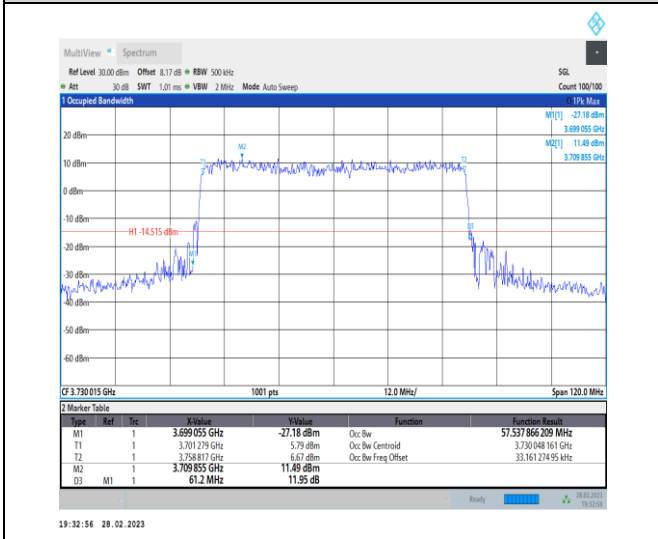 MultiView Spectrum
Ref Level 30.00 dBm Offset 8.17 dB RBW 500 kHz SGL
Att 30 dB SWT 1.01 ms VBW 2 MHz Mode Auto Sweep Count 100/100
1 Occupied Bandwidth 1Pk Max
M1[1] -27.18 dBm
3.699 055 GHz
M2[1] 11.49 dBm
3.709 855 GHz
20 dBm
M2
T1
T2
10 dBm
0 dBm
-10 dBm
H1 -14.515 dBm
D3
-20 dBm
M1
-30 dBm
-40 dBm
-50 dBm
-60 dBm
CF 3.730 015 GHz 1001 pts 12.0 MHz/ Span 120.0 MHz
2 Marker Table
Type Ref Trc X-Value Y-Value Function Function Result
M1 1 3.699 055 GHz -27.18 dBm Occ Bw 57.537 866 209 MHz
T1 1 3.701 279 GHz 5.79 dBm Occ Bw Centroid 3.730 048 161 GHz
T2 1 3.758 817 GHz 6.67 dBm Occ Bw Freq Offset 33.161 274 95 kHz
M2 1 3.709 855 GHz 11.49 dBm
D3 M1 1 61.2 MHz 11.95 dB
Ready 28.02.2023
19:32:56
19:32:56 28.02.2023